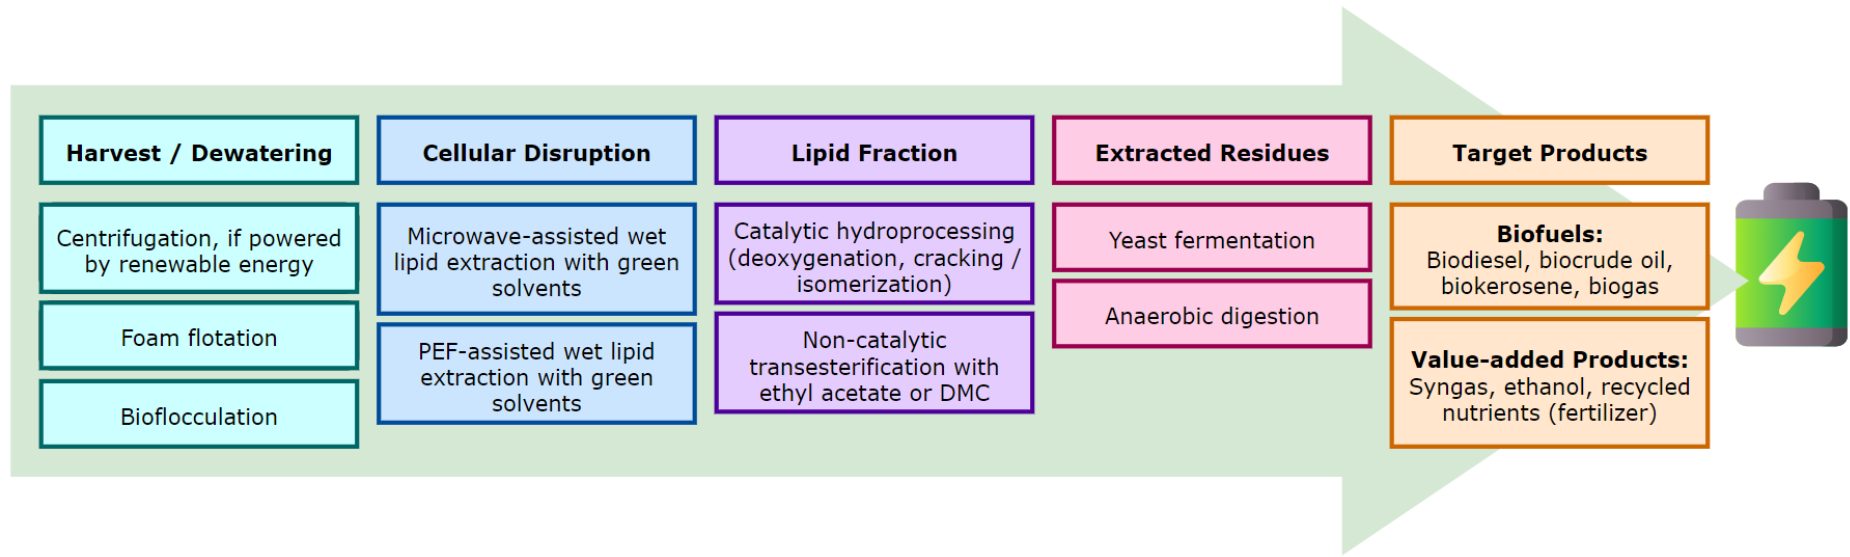 Harvest / Dewatering
Centrifugation, if powered
by renewable energy
Foam flotation
Bioflocculation
Cellular Disruption
Microwave-assisted wet
lipid extraction with green
solvents
PEF-assisted wet lipid
extraction with green
solvents
Lipid Fraction
Catalytic hydroprocessing
(deoxygenation, cracking /
isomerization)
Non-catalytic
transesterification with
ethyl acetate or DMC
Extracted Residues
Yeast fermentation
Anaerobic digestion
Target Products
Biofuels:
Biodiesel, biocrude oil,
biokerosene, biogas
Value-added Products:
Syngas, ethanol, recycled
nutrients (fertilizer)